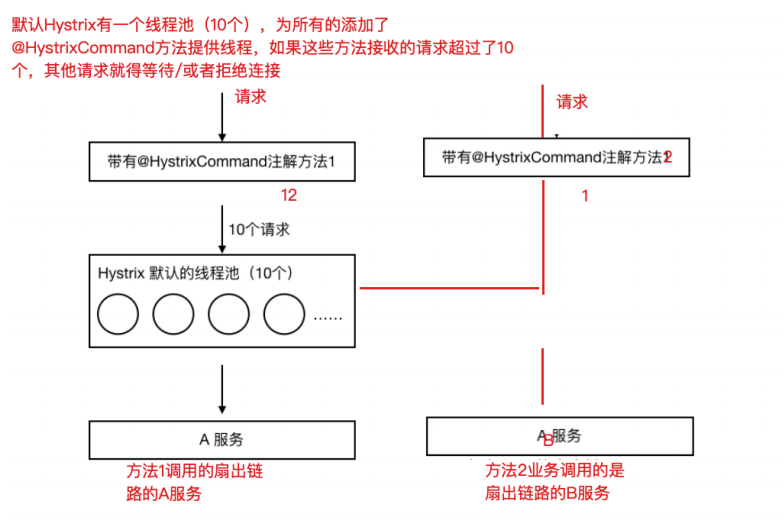 默认Hystrix有一个线程池（10个），为所有的添加了
@HystrixCommand方法提供线程，如果这些方法接收的请求超过了10
个，其他请求就得等待/或者拒绝连接
请求
请求
带有@HystrixCommand注解方法1
带有@HystrixCommand注解方法2
12
1
10个请求
Hystrix 默认的线程池（10个）
……
A 服务
B 服务
方法1调用的扇出链
路的A服务
方法2业务调用的是
扇出链路的B服务